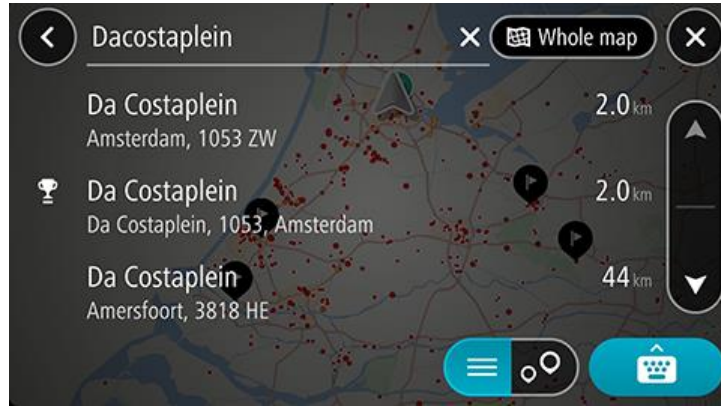 Dacostaplein
Whole map
Da Costaplein
2.0 km
Amsterdam, 1053 ZW
Da Costaplein
2.0 km
Da Costaplein, 1053, Amsterdam
Da Costaplein
44 km
Amersfoort, 3818 HE